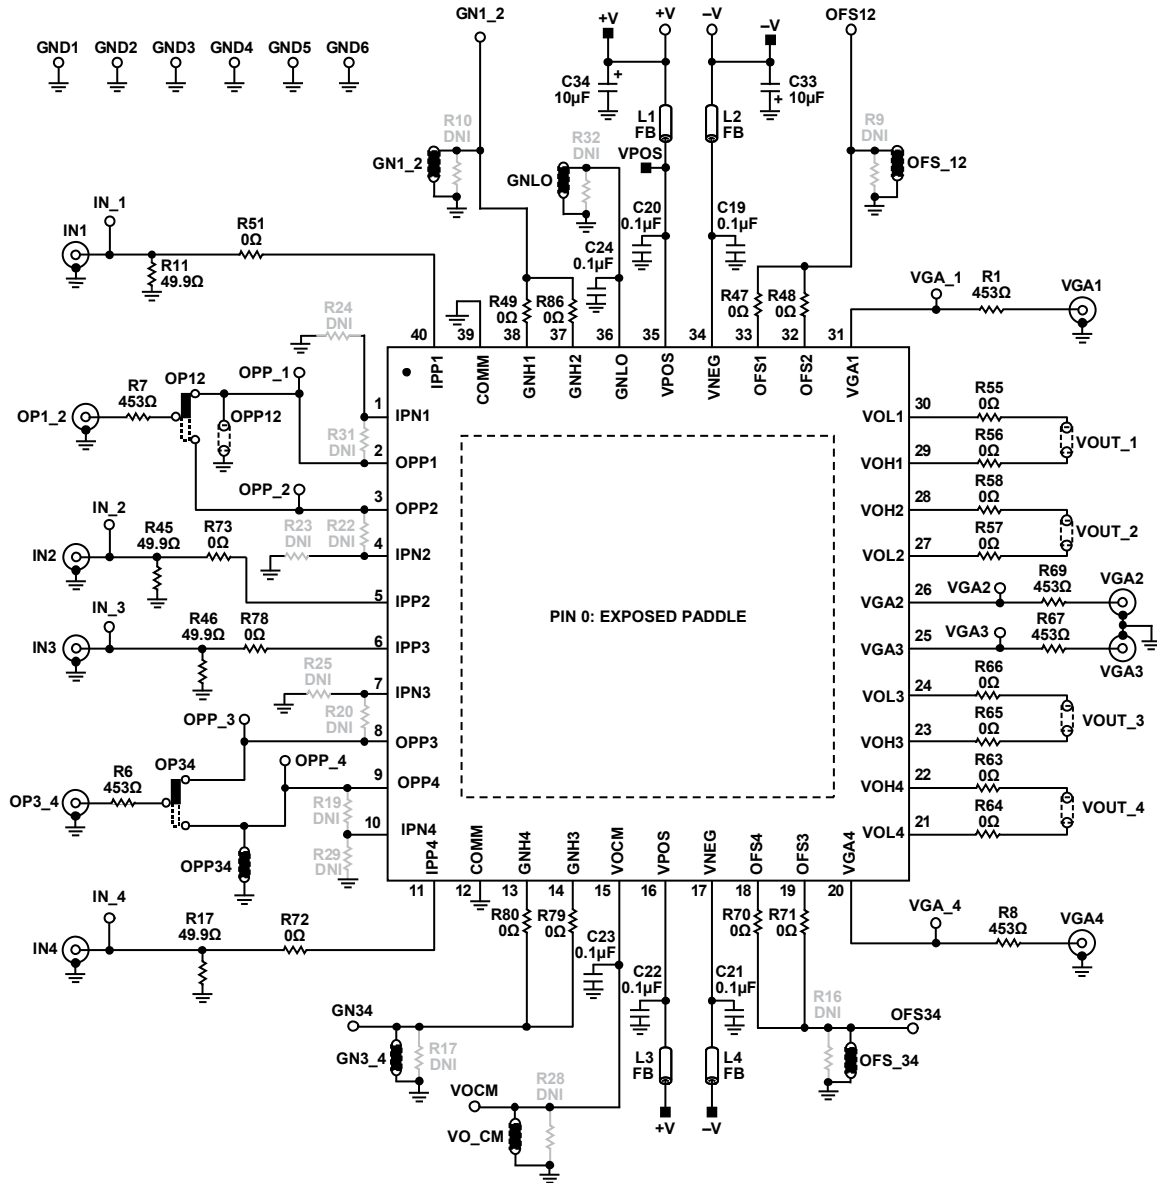 GN1_2
+V
+V
–V
–V
OFS12
GND1
GND2
GND3
GND4
GND5
GND6
C34
10µF
+
C33
10µF
+
R10
DNI
GN1_2
R32
DNI
GNLO
L1
FB
L2
FB
VPOS
R9
DNI
OFS_12
IN_1
IN1
R51
0Ω
R11
49.9Ω
C20
0.1µF
C19
0.1µF
C24
0.1µF
R24
DNI
R49
0Ω
R86
0Ω
R47
0Ω
R48
0Ω
VGA_1
R1
453Ω
VGA1
40
39
38
37
36
35
34
33
32
31
IPP1
COMM
GNH1
GNH2
GNLO
VPOS
VNEG
OFS1
OFS2
VGA1
OP1_2
R7
453Ω
OP12
OPP_1
OPP12
1
IPN1
R31
DNI
2
OPP1
OPP_2
3
OPP2
IN_2
IN2
R45
49.9Ω
R73
0Ω
R23
DNI
R22
DNI
4
IPN2
5
IPP2
IN_3
IN3
R46
49.9Ω
R78
0Ω
6
IPP3
R25
DNI
7
IPN3
R20
DNI
OPP_3
8
OPP3
OP3_4
R6
453Ω
OP34
OPP_4
9
OPP4
R19
DNI
10
IPN4
OPP34
R29
DNI
PIN 0: EXPOSED PADDLE
VOL1
30
R55
0Ω
VOUT_1
VOH1
29
R56
0Ω
VOH2
28
R58
0Ω
VOUT_2
VOL2
27
R57
0Ω
VGA2
26
VGA2
R69
453Ω
VGA2
VGA3
25
VGA3
R67
453Ω
VGA3
VOL3
24
R66
0Ω
VOUT_3
VOH3
23
R65
0Ω
VOH4
22
R63
0Ω
VOUT_4
VOL4
21
R64
0Ω
IPP4
COMM
GNH4
GNH3
VOCM
VPOS
VNEG
OFS4
OFS3
VGA4
11
12
13
14
15
16
17
18
19
20
IN_4
IN4
R17
49.9Ω
R72
0Ω
R80
0Ω
R79
0Ω
C23
0.1µF
C22
0.1µF
C21
0.1µF
R70
0Ω
R71
0Ω
VGA_4
R8
453Ω
VGA4
GN34
GN3_4
R17
DNI
R16
DNI
OFS34
OFS_34
L3
FB
L4
FB
VOCM
VO_CM
R28
DNI
+V
–V